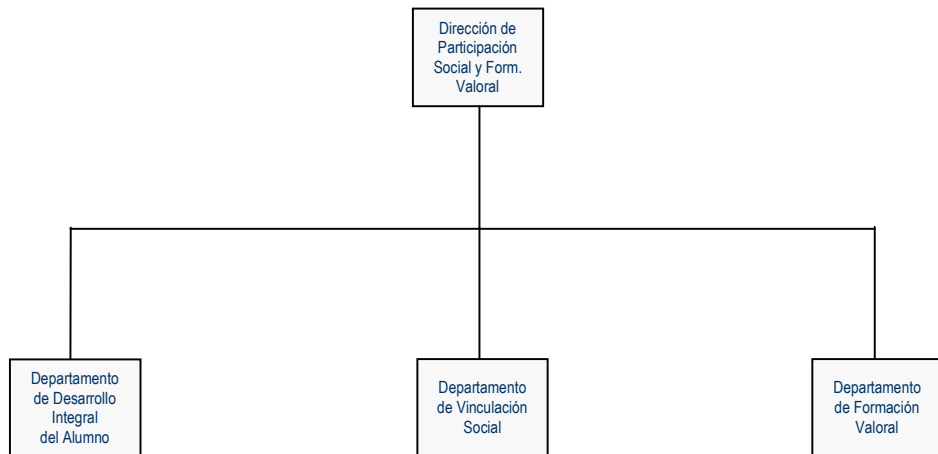 Dirección de
Participación
Social y Form.
Valoral
Departamento
de Desarrollo
Integral
del Alumno
Departamento
de Vinculación
Social
Departamento
de Formación
Valoral